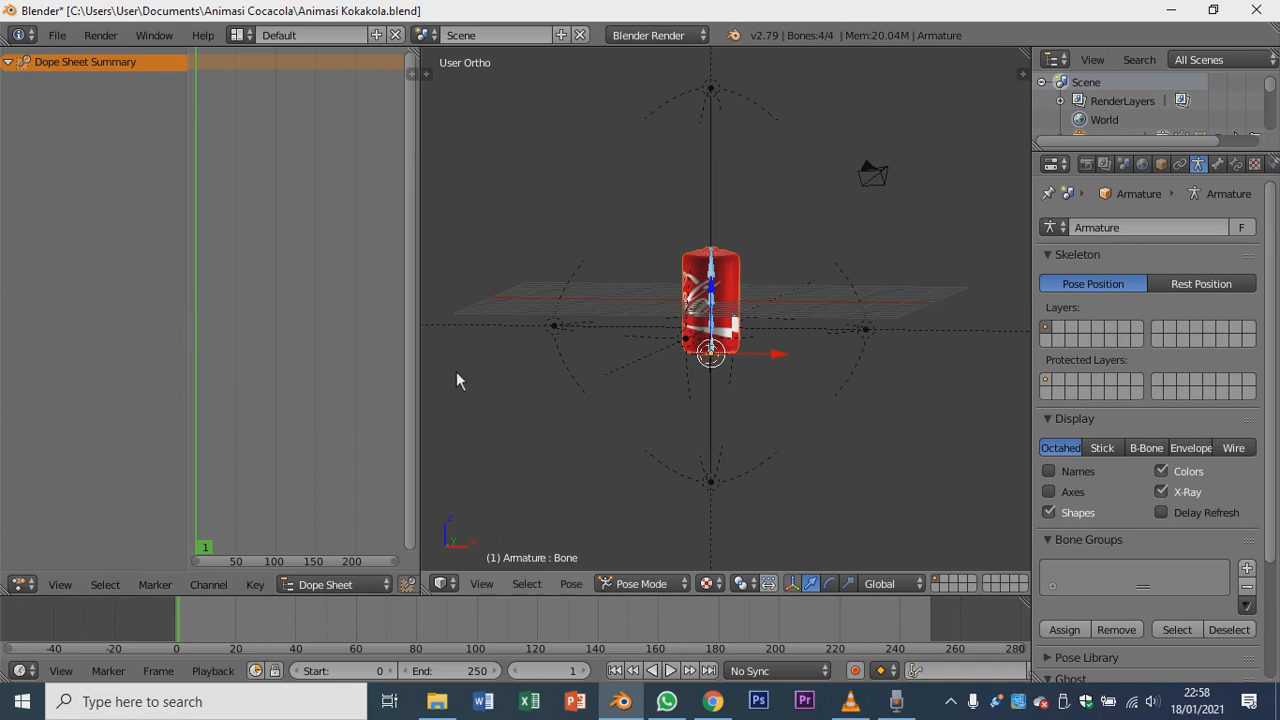 Blender* [C:\Users\User\Documents\Animasi Cocacola\Animasi Kokakola.blend]
File Render Window Help Default Scene Blender Render v2.79 | Bones:4/4 | Mem:20.04M | Armature
Dope Sheet Summary
User Ortho
View Search All Scenes
Scene
RenderLayers
World
Armature Armature
Armature F
Skeleton
Pose Position Rest Position
Layers:
Protected Layers:
Display
Octahed Stick B-Bone Envelope Wire
Names Colors
Axes X-Ray
Shapes Delay Refresh
Bone Groups
Assign Remove Select Deselect
Pose Library
Ghost
z
y x
(1) Armature : Bone
1
50 100 150 200
View Select Marker Channel Key Dope Sheet
View Select Pose Pose Mode Global
-40 -20 0 20 40 60 80 100 120 140 160 180 200 220 240 260 280
View Marker Frame Playback Start: 0 End: 250 1 No Sync
Type here to search
22:58
18/01/2021